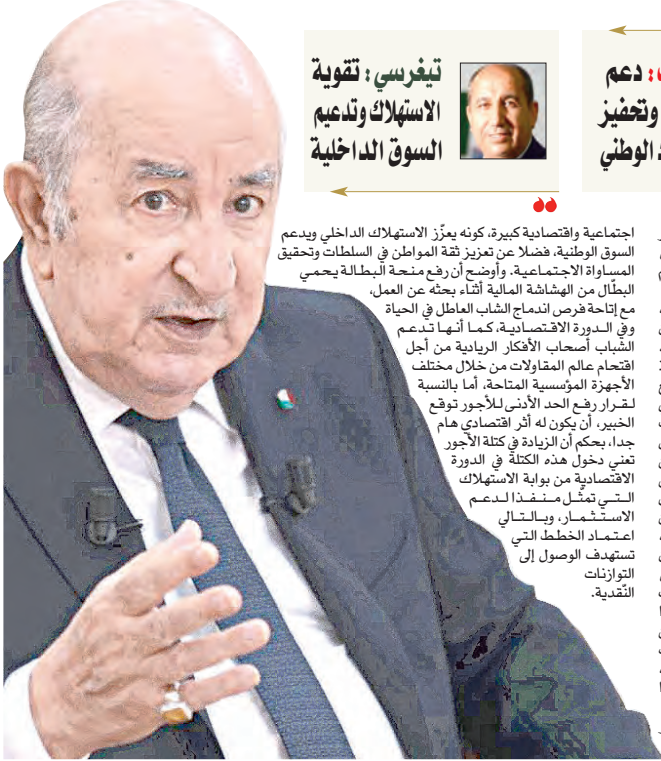 : دعم
وتحفيز
الوطني
تيغرسي: تقوية
الاستهلاك وتدعيم
السوق الداخلية
اجتماعية واقتصادية كبيرة، كونه يعزّز الاستهلاك الداخلي ويدعم
السوق الوطنية، فضلا عن تعزيز ثقة المواطن في السلطات وتحقيق
المساواة الاجتماعية. وأوضح أن رفع منحة البطالة يحمي
البطّال من الهشاشة المالية أثناء بحثه عن العمل،
مع إتاحة فرص اندماج الشاب العاطل في الحياة
وفي الدورة الاقتصادية، كما أنها تدعم
الشباب أصحاب الأفكار الريادية من أجل
اقتحام عالم المقاولات من خلال مختلف
الأجهزة المؤسسية المتاحة، أما بالنسبة
لقرار رفع الحد الأدنى للأجور توقع
الخبير، أن يكون له أثر اقتصادي هام
جدا، بحكم أن الزيادة في كتلة الأجور
تعني دخول هذه الكتلة في الدورة
الاقتصادية من بوابة الاستهلاك
التي تمثّل منفذا لدعم
الاستثمار، وبالتالي
اعتماد الخطط التي
تستهدف الوصول إلى
التوازنات
النّقدية.